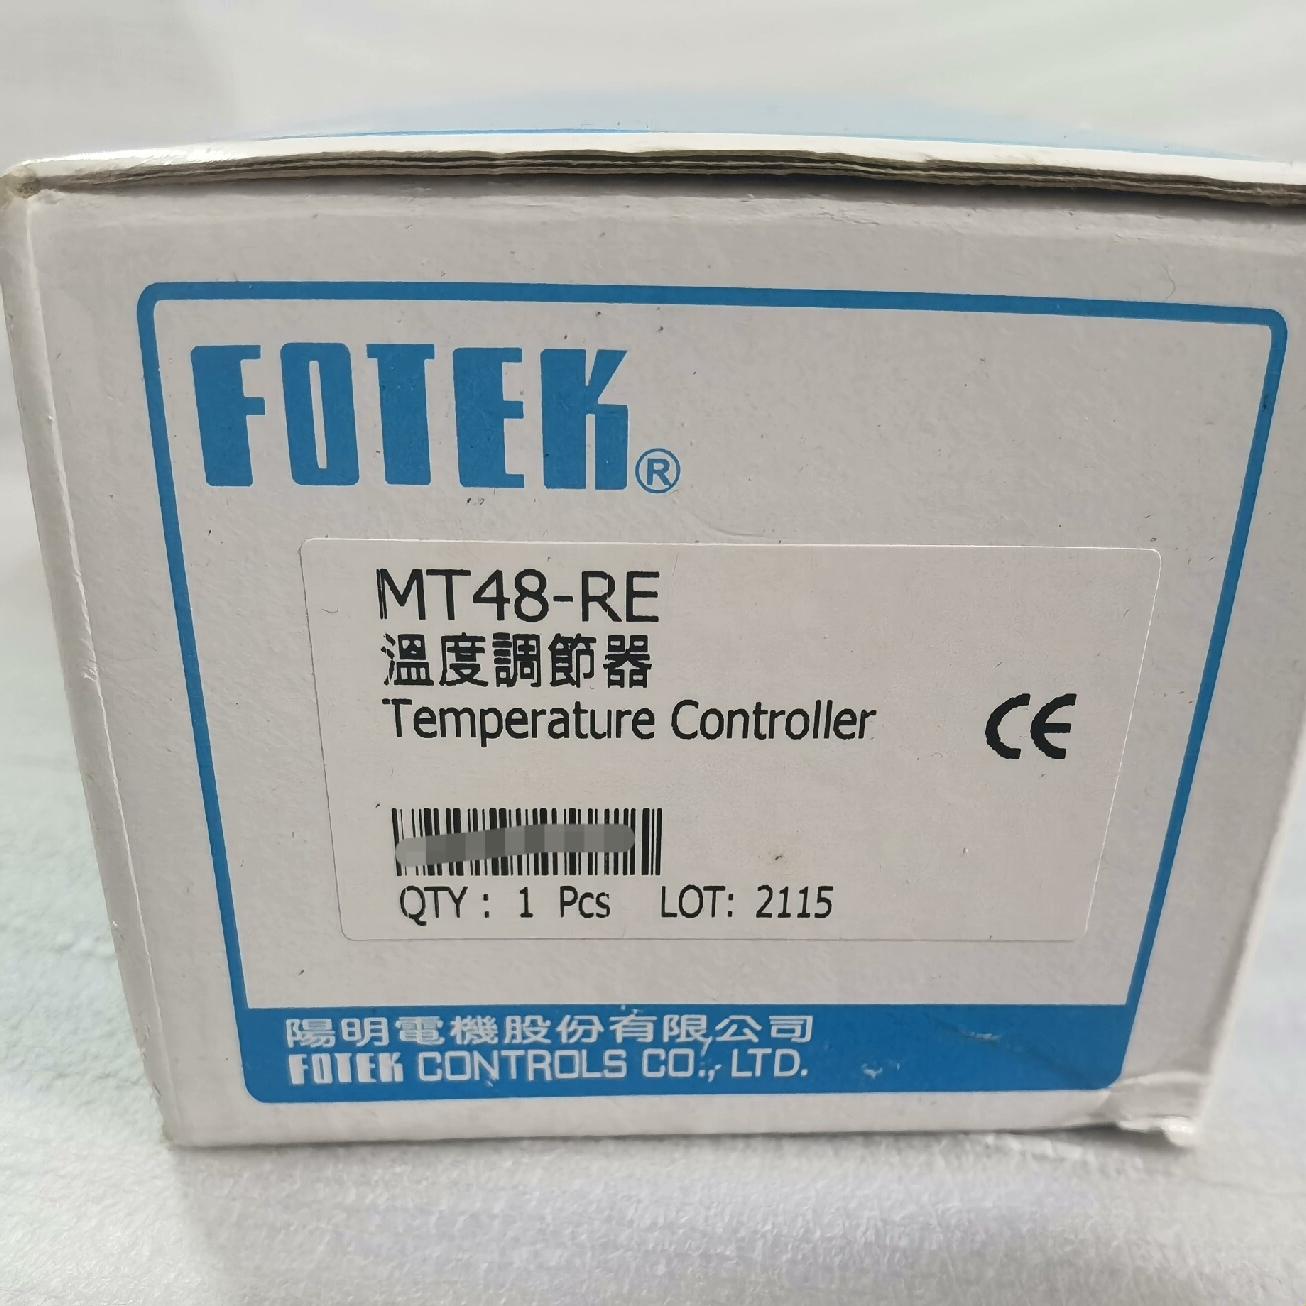 FOTEK®
MT48-RE
溫度調節器
Temperature Controller
CE
QTY : 1 Pcs LOT: 2115
陽明電機股份有限公司
FOTEK CONTROLS CO., LTD.